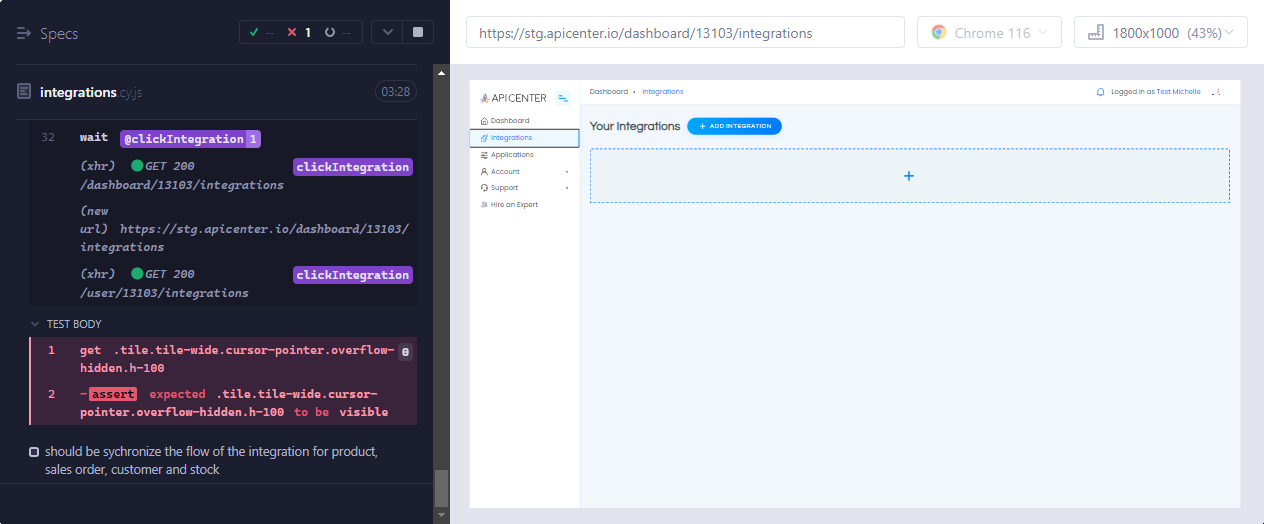 Specs
-- 1 --
integrations.cy.js
03:28
32 wait @clickIntegration 1
(xhr) GET 200 clickIntegration
/dashboard/13103/integrations
(new
url) https://stg.apicenter.io/dashboard/13103/
integrations
(xhr) GET 200 clickIntegration
/user/13103/integrations
TEST BODY
1 get .tile.tile-wide.cursor-pointer.overflow- 0
hidden.h-100
2 -assert expected .tile.tile-wide.cursor-
pointer.overflow-hidden.h-100 to be visible
should be sychronize the flow of the integration for product,
sales order, customer and stock
https://stg.apicenter.io/dashboard/13103/integrations
Chrome 116
1800x1000 (43%)
APICENTER
Dashboard • Integrations
Logged in as Test Michelle
Dashboard
Integrations
Applications
Account
Support
Hire an Expert
Your Integrations
+ ADD INTEGRATION
+